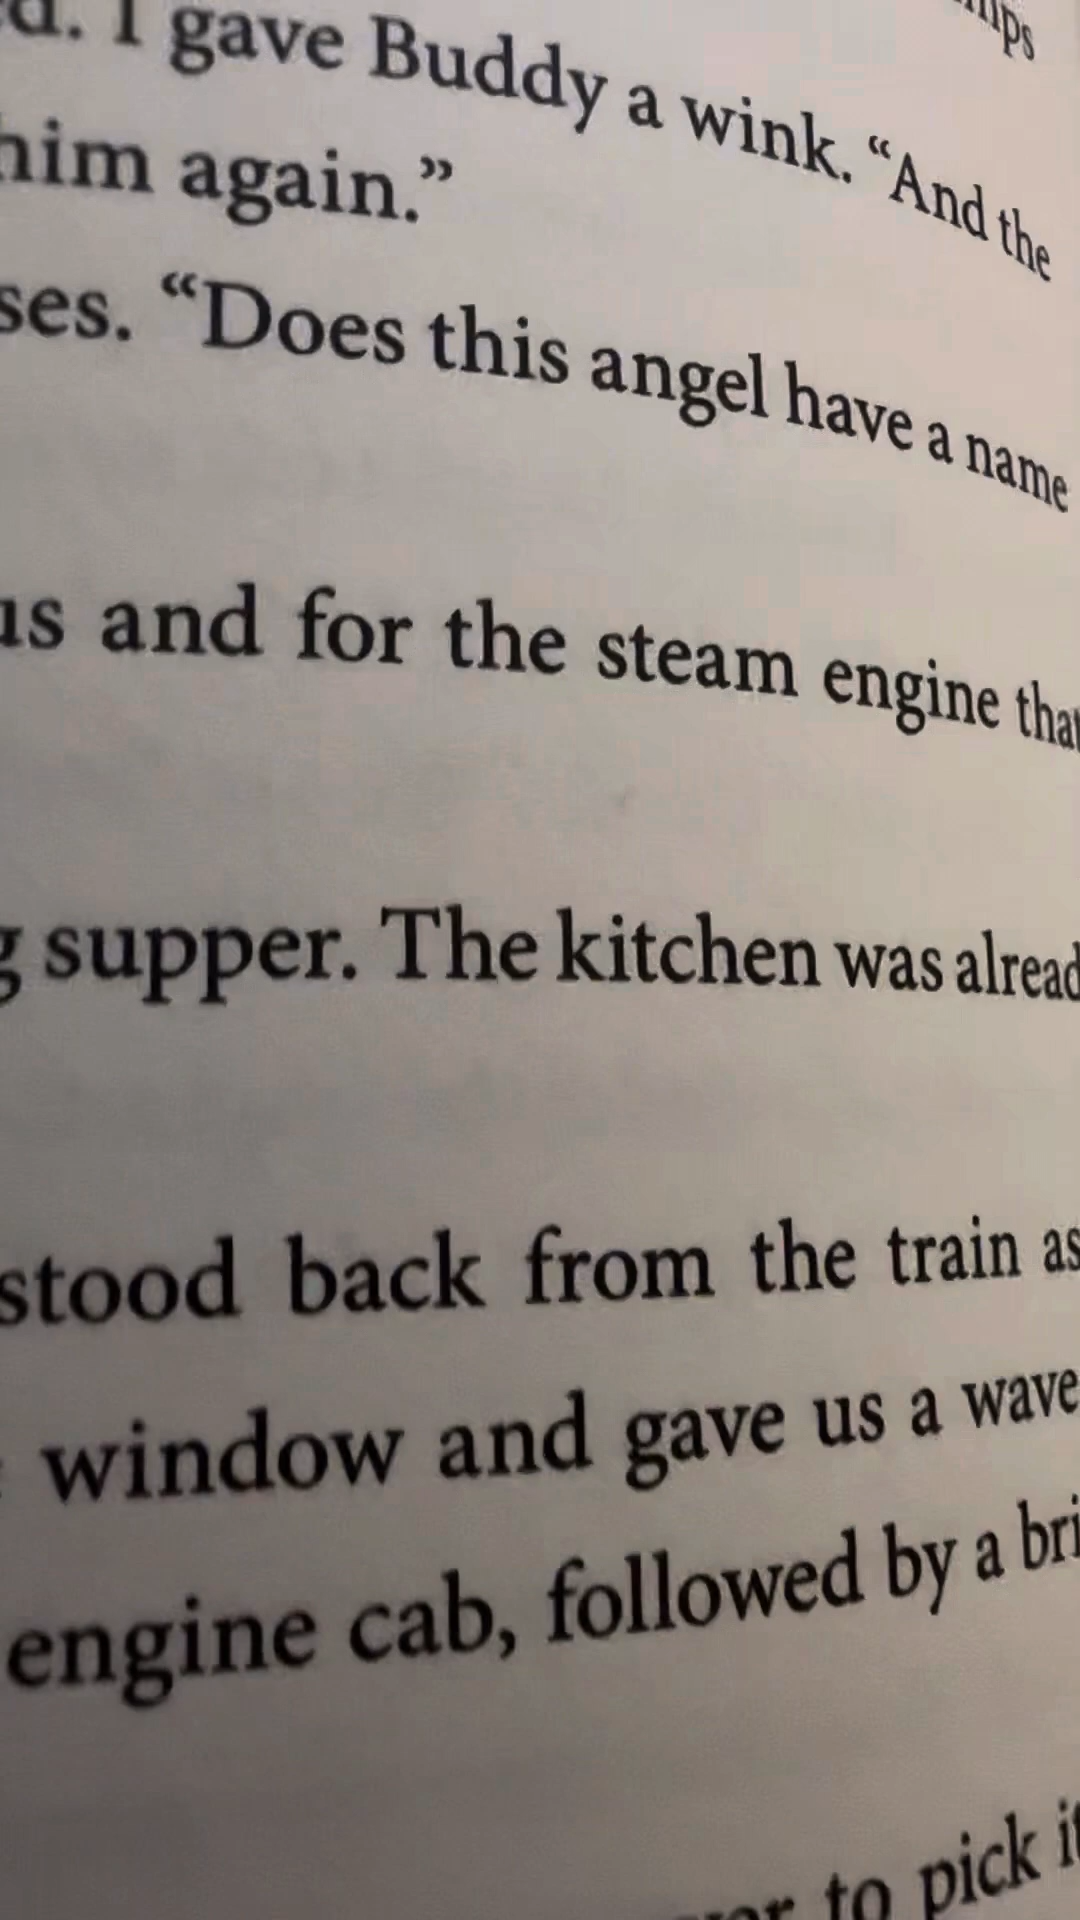 I gave Buddy a wink. “And the
him again.”
“Does this angel have a name
and for the steam engine
supper. The kitchen was
stood back from the train as
window and gave us a wave
engine cab, followed by a
to pick